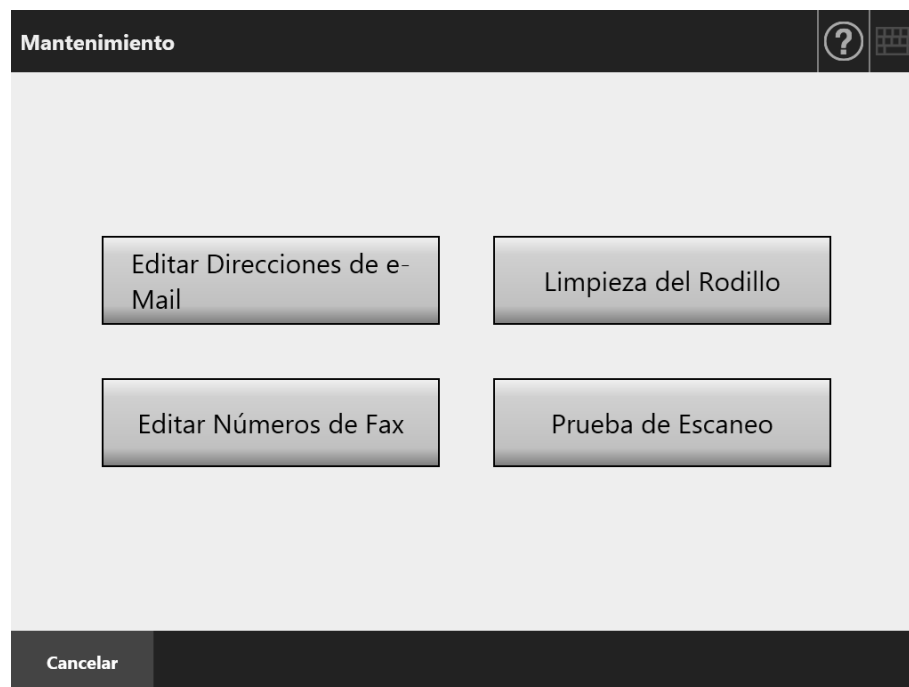 Mantenimiento
?
Editar Direcciones de e-
Mail
Limpieza del Rodillo
Editar Números de Fax
Prueba de Escaneo
Cancelar